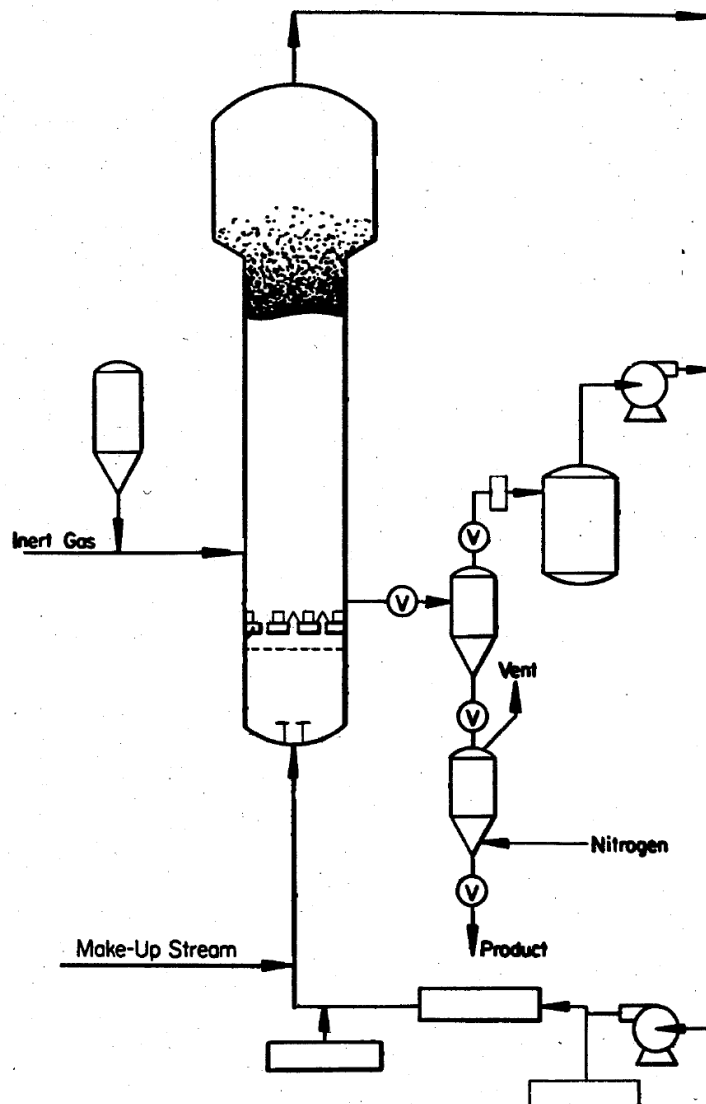 Inert Gas
V
V
Vent
V
Nitrogen
V
Product
Make-Up Stream